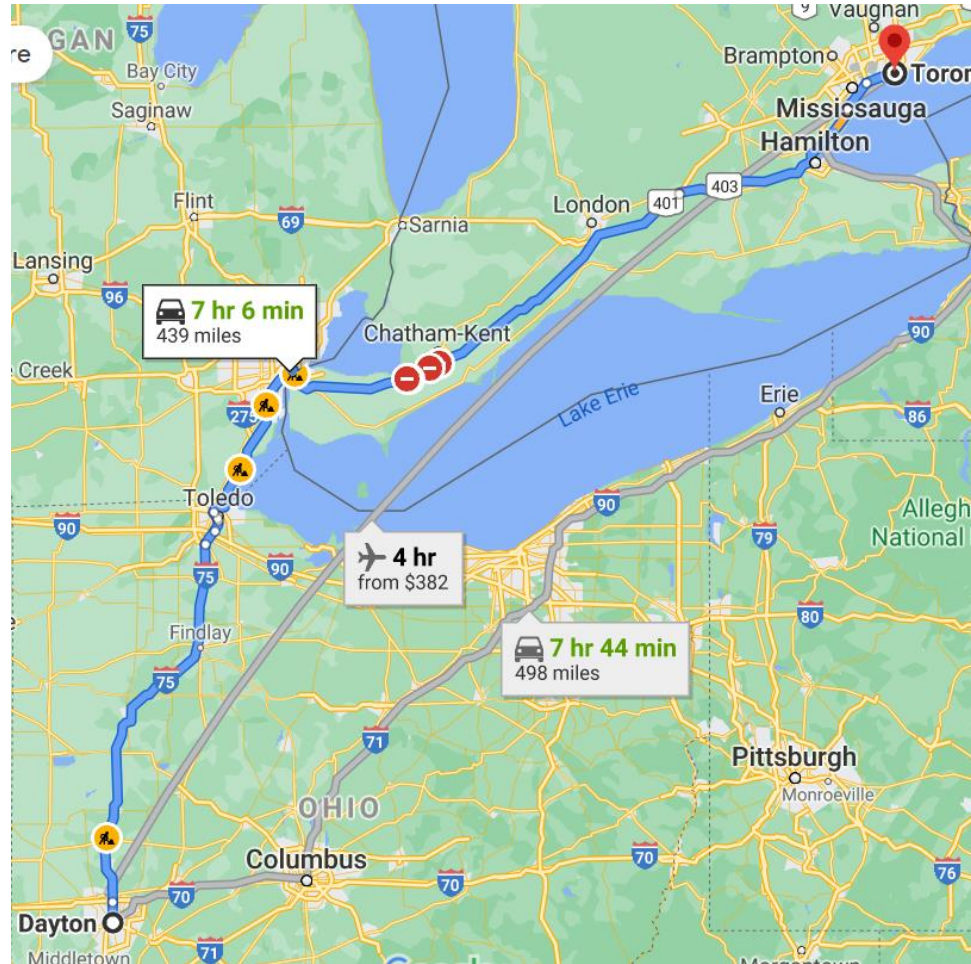 9
Vaughan
75
GAN
re
Brampton
Toron
Bay City
Saginaw
Mississauga
Hamilton
403
401
London
Flint
69
Sarnia
Lansing
96
7 hr 6 min
439 miles
Chatham-Kent
90
Creek
Erie
275
86
Lake Erie
Toledo
90
90
Allegh
National
79
4 hr
from $382
90
75
80
Findlay
7 hr 44 min
498 miles
75
71
Pittsburgh
Monroeville
OHIO
Columbus
70
70
76
70
Dayton
71
Middletown